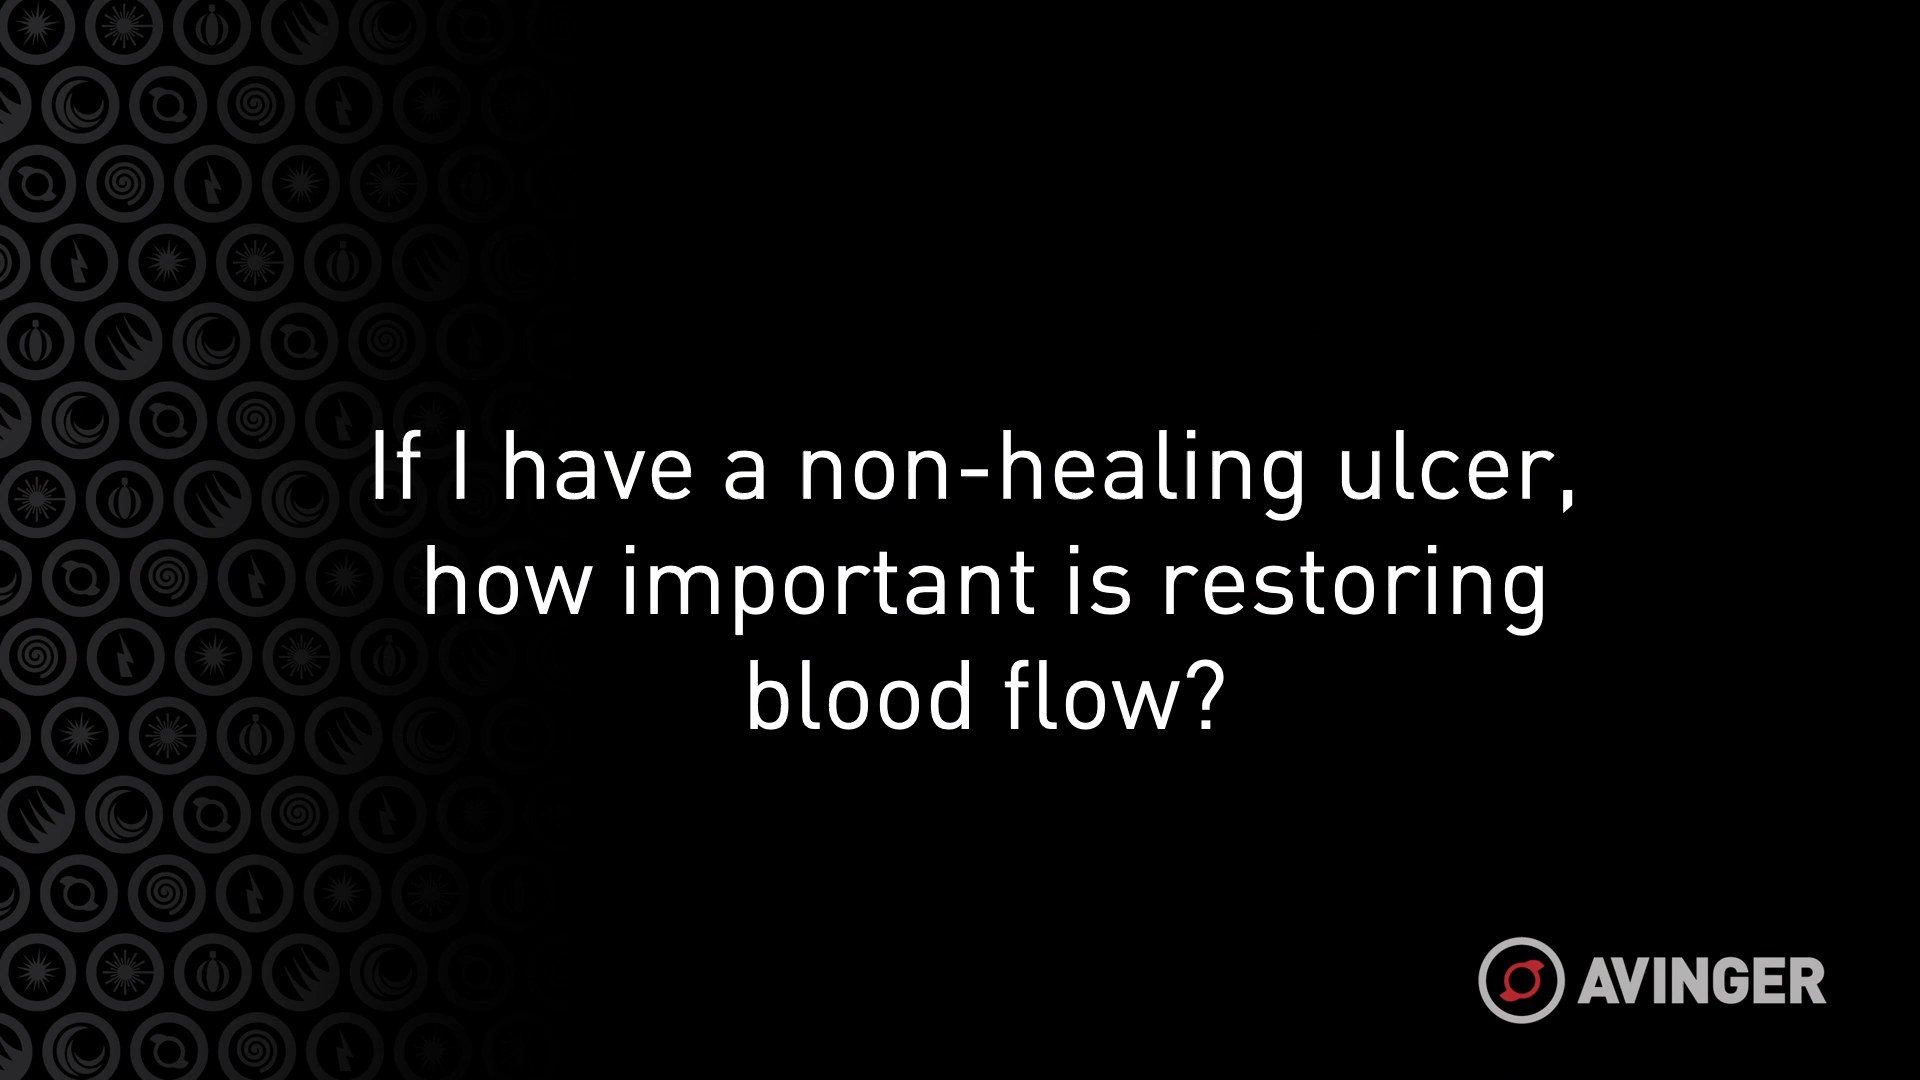 If I have a non-healing ulcer,
how important is restoring
blood flow?
AVINGER